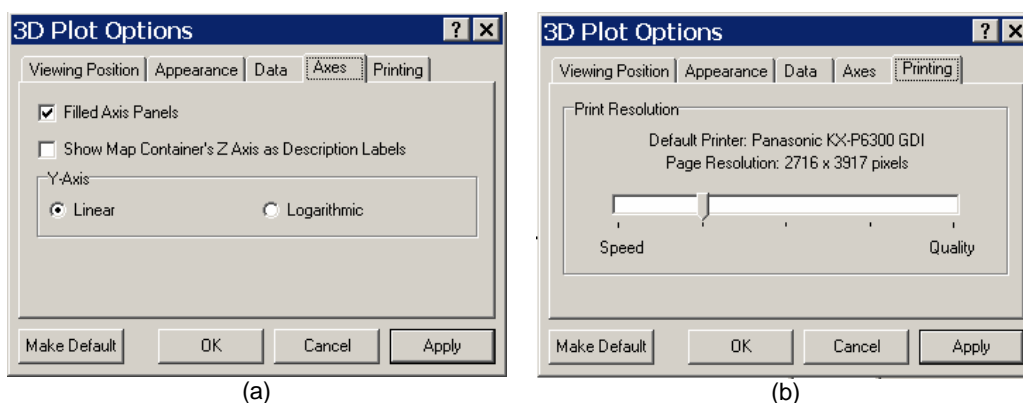 3D Plot Options
Viewing Position Appearance Data Axes Printing
Filled Axis Panels
Show Map Container's Z Axis as Description Labels
Y-Axis
Linear Logarithmic
Make Default OK Cancel Apply
(a)
3D Plot Options
Viewing Position Appearance Data Axes Printing
Print Resolution
Default Printer: Panasonic KX-P6300 GDI
Page Resolution: 2716 x 3917 pixels
Speed Quality
Make Default OK Cancel Apply
(b)